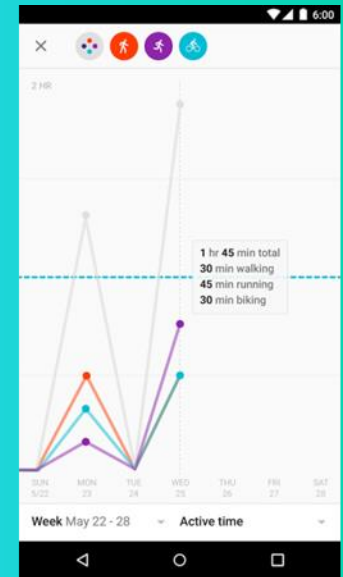 6:00
2 HR
1 hr 45 min total
30 min walking
45 min running
30 min biking
SUN MON TUE WED THU FRI SAT
5/22 23 24 25 26 27 28
Week May 22 - 28 Active time